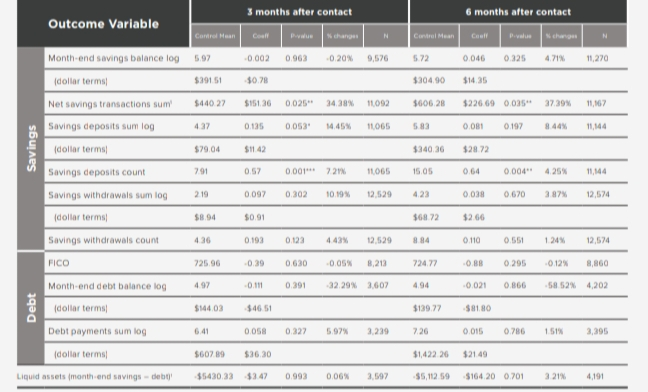 Outcome Variable 3 months after contact 6 months after contact
Control Mean Coeff P-value % changes N Control Mean Coeff P-value % changes N
Savings
Month-end savings balance log 5.97 -0.002 0.963 -0.20% 9,576 5.72 0.046 0.325 4.71% 11,270
(dollar terms) $391.51 -$0.78 $304.90 $14.35
Net savings transactions sum¹ $440.27 $151.36 0.025** 34.38% 11,092 $606.28 $226.69 0.035** 37.39% 11,167
Savings deposits sum log 4.37 0.135 0.053* 14.45% 11,065 5.83 0.081 0.197 8.44% 11,144
(dollar terms) $79.04 $11.42 $340.36 $28.72
Savings deposits count 7.91 0.57 0.001*** 7.21% 11,065 15.05 0.64 0.004** 4.25% 11,144
Savings withdrawals sum log 2.19 0.097 0.302 10.19% 12,529 4.23 0.038 0.670 3.87% 12,574
(dollar terms) $8.94 $0.91 $68.72 $2.66
Savings withdrawals count 4.36 0.193 0.123 4.43% 12,529 8.84 0.110 0.551 1.24% 12,574
Debt
FICO 725.96 -0.39 0.630 -0.05% 8,213 724.77 -0.88 0.295 -0.12% 8,860
Month-end debt balance log 4.97 -0.111 0.391 -32.29% 3,607 4.94 -0.021 0.866 -58.52% 4,202
(dollar terms) $144.03 -$46.51 $139.77 -$81.80
Debt payments sum log 6.41 0.058 0.327 5.97% 3,239 7.26 0.015 0.786 1.51% 3,395
(dollar terms) $607.89 $36.30 $1,422.26 $21.49
Liquid assets (month-end savings – debt)¹ -$5430.33 -$3.47 0.993 0.06% 3,597 -$5,112.59 -$164.20 0.701 3.21% 4,191